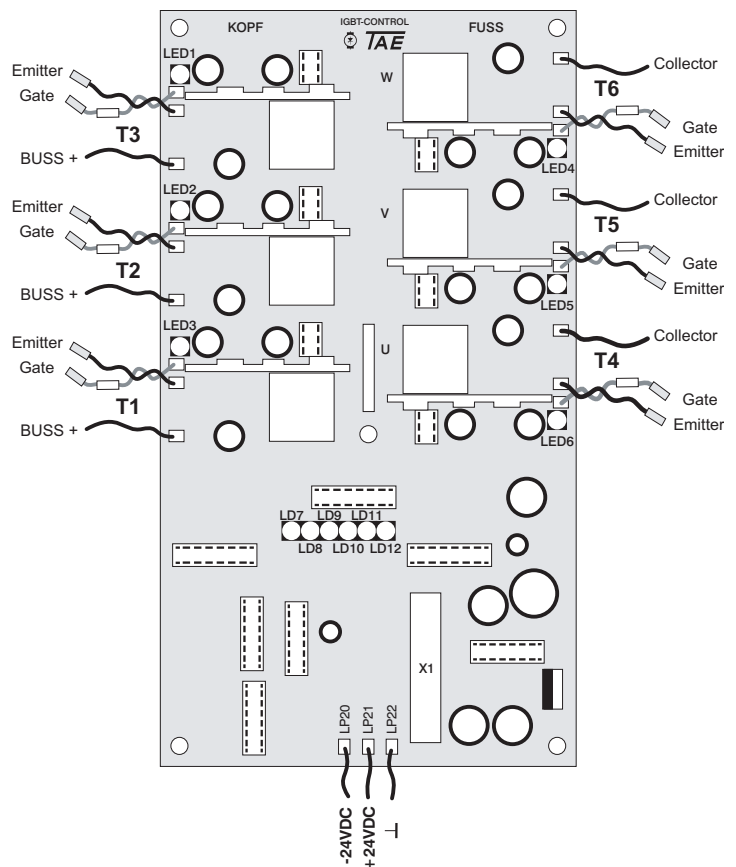 KOPF
IGBT-CONTROL
TAE
FUSS
LED1
Emitter
Gate
T3
BUSS +
W
Collector
T6
Gate
Emitter
LED4
LED2
Emitter
Gate
T2
BUSS +
V
Collector
T5
Gate
Emitter
LED5
LED3
Emitter
Gate
T1
BUSS +
U
Collector
T4
Gate
Emitter
LED6
LD7 LD9 LD11
LD8 LD10 LD12
X1
LP20
LP21
LP22
-24VDC
+24VDC